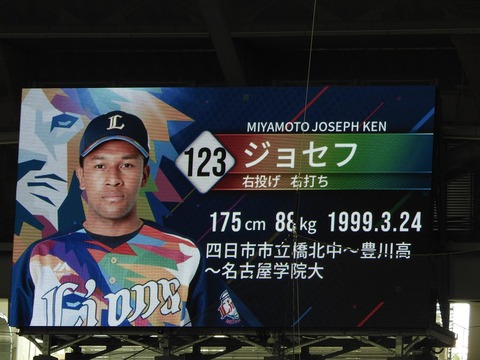 L
MIYAMOTO JOSEPH KEN
123
ジョセフ
右投げ 右打ち
175cm 88kg 1999.3.24
四日市市立橋北中～豊川高
～名古屋学院大
Lions